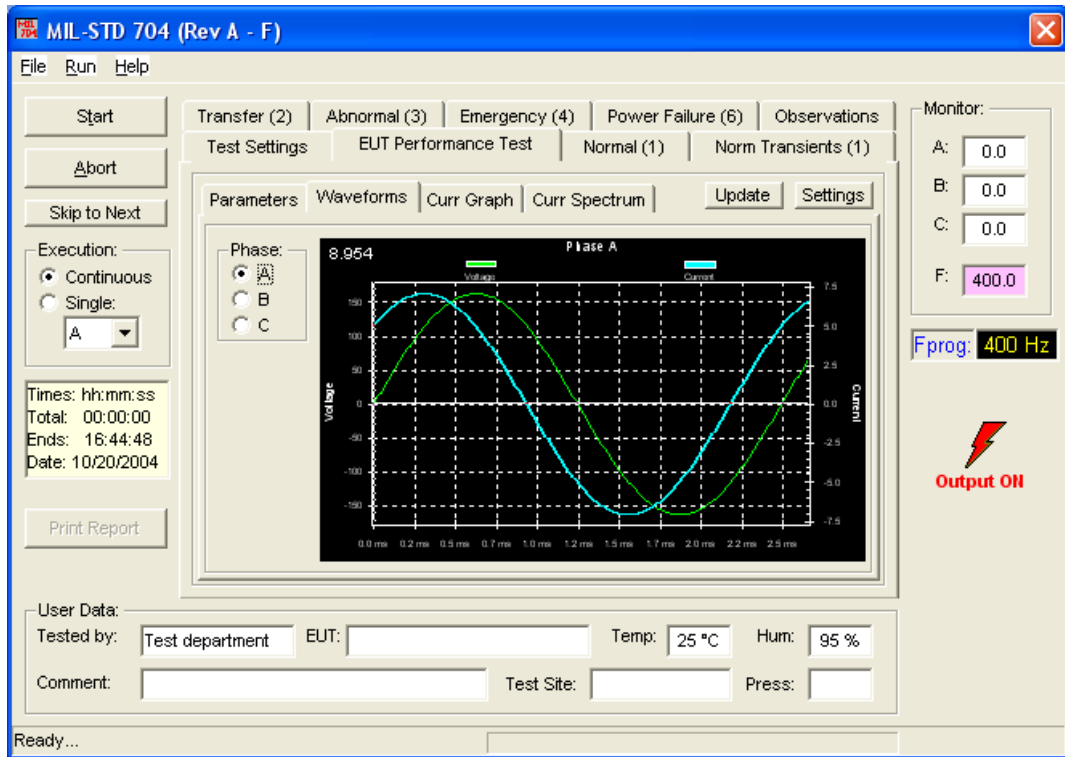 MIL 704 MIL-STD 704 (Rev A - F)
File Run Help
Start
Abort
Skip to Next
Execution:
Continuous
Single:
A
Times: hh:mm:ss
Total: 00:00:00
Ends: 16:44:48
Date: 10/20/2004
Print Report
Transfer (2) Abnormal (3) Emergency (4) Power Failure (6) Observations
Test Settings EUT Performance Test Normal (1) Norm Transients (1)
Parameters Waveforms Curr Graph Curr Spectrum Update Settings
Phase:
A
B
C
8.954 Phase A
Voltage Current
150
100
50
0
-50
-100
-150
Voltage
7.5
5.0
2.5
0.0
-2.5
-5.0
-7.5
Current
0.0 ms 0.2 ms 0.5 ms 0.7 ms 1.0 ms 1.2 ms 1.5 ms 1.7 ms 2.0 ms 2.2 ms 2.5 ms
Monitor:
A: 0.0
B: 0.0
C: 0.0
F: 400.0
Fprog: 400 Hz
Output ON
User Data:
Tested by: Test department EUT: Temp: 25 °C Hum: 95 %
Comment: Test Site: Press:
Ready...